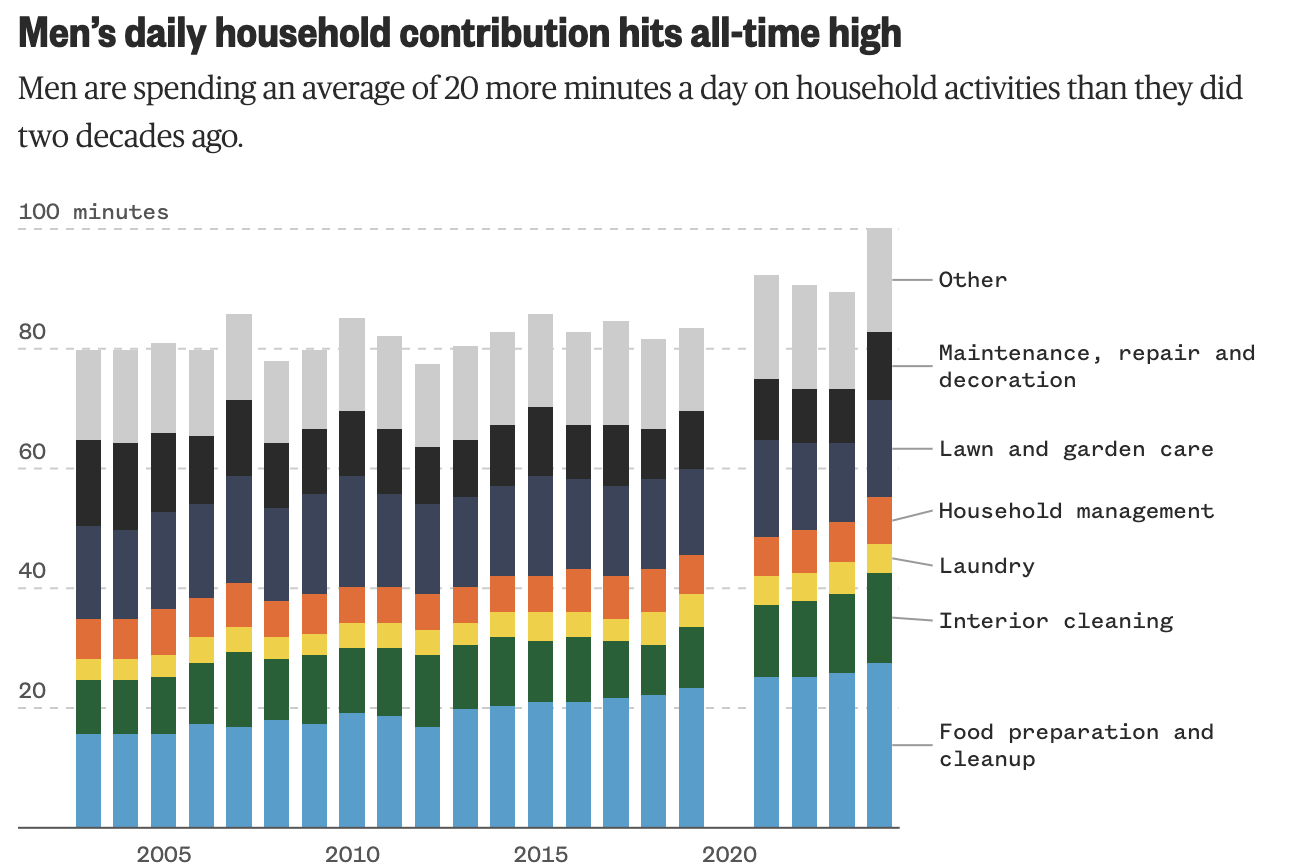 Men’s daily household contribution hits all-time high
Men are spending an average of 20 more minutes a day on household activities than they did
two decades ago.
100 minutes
80
60
40
20
Other
Maintenance, repair and
decoration
Lawn and garden care
Household management
Laundry
Interior cleaning
Food preparation and
cleanup
2005
2010
2015
2020